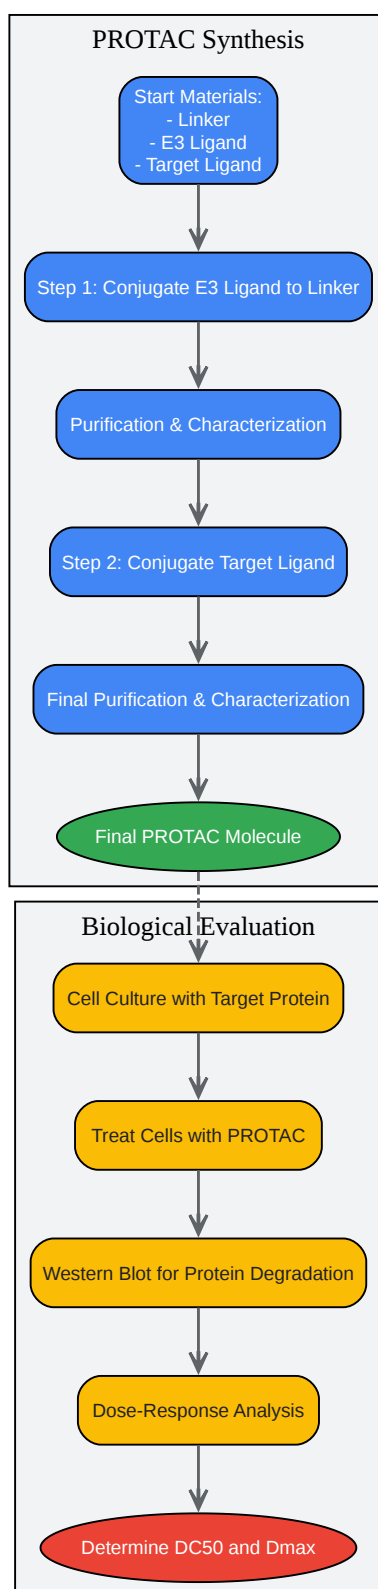 PROTAC Synthesis
Start Materials:
- Linker
- E3 Ligand
- Target Ligand
Step 1: Conjugate E3 Ligand to Linker
Purification & Characterization
Step 2: Conjugate Target Ligand
Final Purification & Characterization
Final PROTAC Molecule
Biological Evaluation
Cell Culture with Target Protein
Treat Cells with PROTAC
Western Blot for Protein Degradation
Dose-Response Analysis
Determine DC50 and Dmax